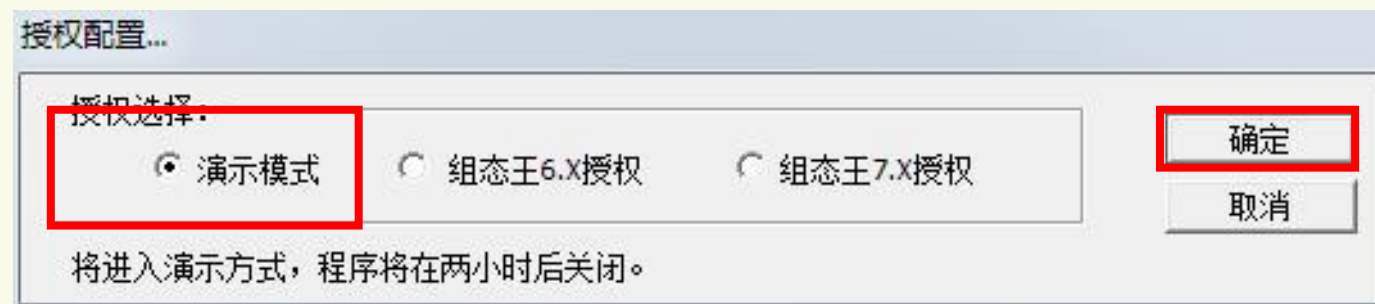 授权配置...
授权选择:
演示模式 组态王6.X授权 组态王7.X授权
确定
取消
将进入演示方式，程序将在两小时后关闭。